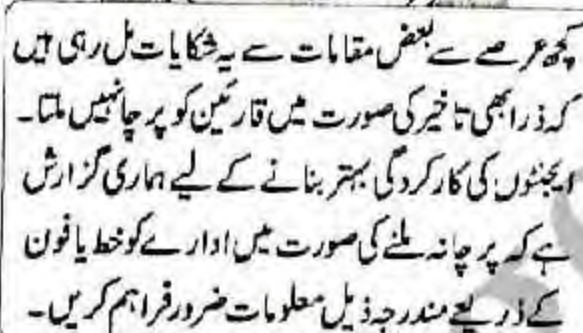 کچھ عرصے سے بعض مقامات سے یہ شکایات مل رہی ہیں
کہ ذرا بھی تاخیر کی صورت میں قارئین کو پرچا نہیں ملتا۔
ایجنٹوں کی کارکردگی بہتر بنانے کے لیے ہماری گزارش
ہے کہ پرچا نہ ملنے کی صورت میں ادارے کو خط یا فون
کے ذریعے مندرجہ ذیل معلومات ضرور فراہم کریں۔